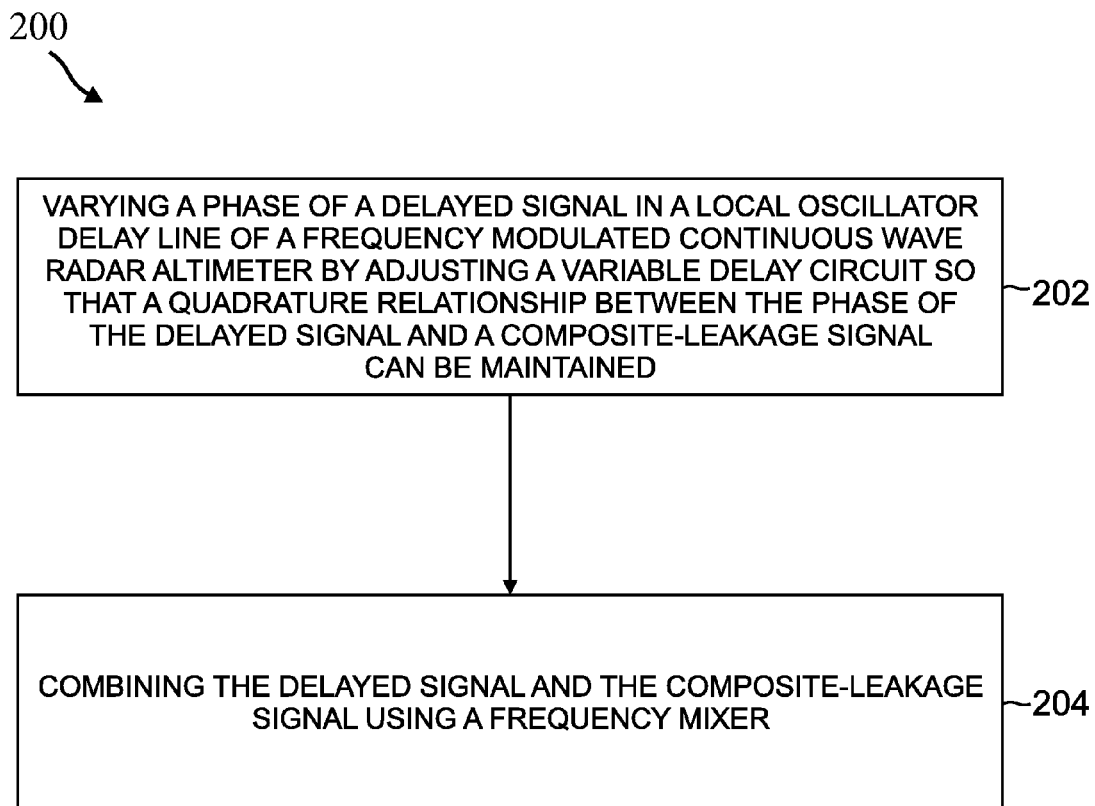 200
VARYING A PHASE OF A DELAYED SIGNAL IN A LOCAL OSCILLATOR
DELAY LINE OF A FREQUENCY MODULATED CONTINUOUS WAVE
RADAR ALTIMETER BY ADJUSTING A VARIABLE DELAY CIRCUIT SO
THAT A QUADRATURE RELATIONSHIP BETWEEN THE PHASE OF
THE DELAYED SIGNAL AND A COMPOSITE-LEAKAGE SIGNAL
CAN BE MAINTAINED
202
COMBINING THE DELAYED SIGNAL AND THE COMPOSITE-LEAKAGE
SIGNAL USING A FREQUENCY MIXER
204